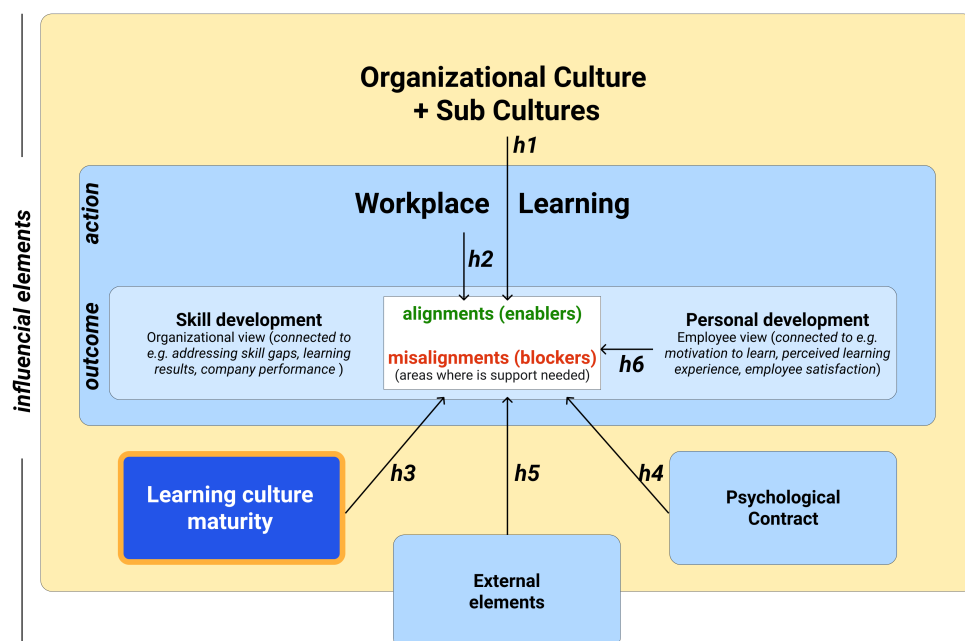 Organizational Culture
+ Sub Cultures
h1
influencial elements
action
Workplace Learning
h2
outcome
Skill development
Organizational view (connected to
e.g. addressing skill gaps, learning
results, company performance )
alignments (enablers)
misalignments (blockers)
(areas where is support needed)
h6
Personal development
Employee view (connected to e.g.
motivation to learn, perceived learning
experience, employee satisfaction)
h3
h5
h4
Learning culture
maturity
Psychological
Contract
External
elements